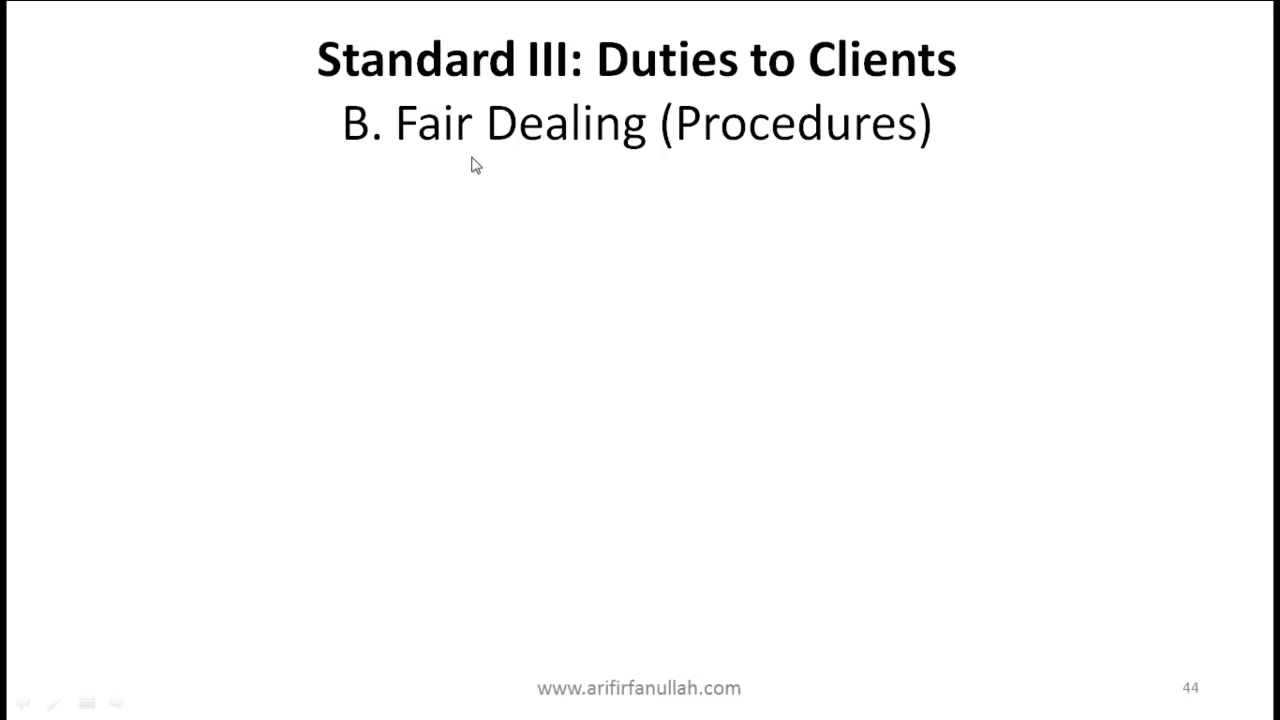 Standard III: Duties to Clients
B. Fair Dealing (Procedures)
www.arifirfanullah.com
44